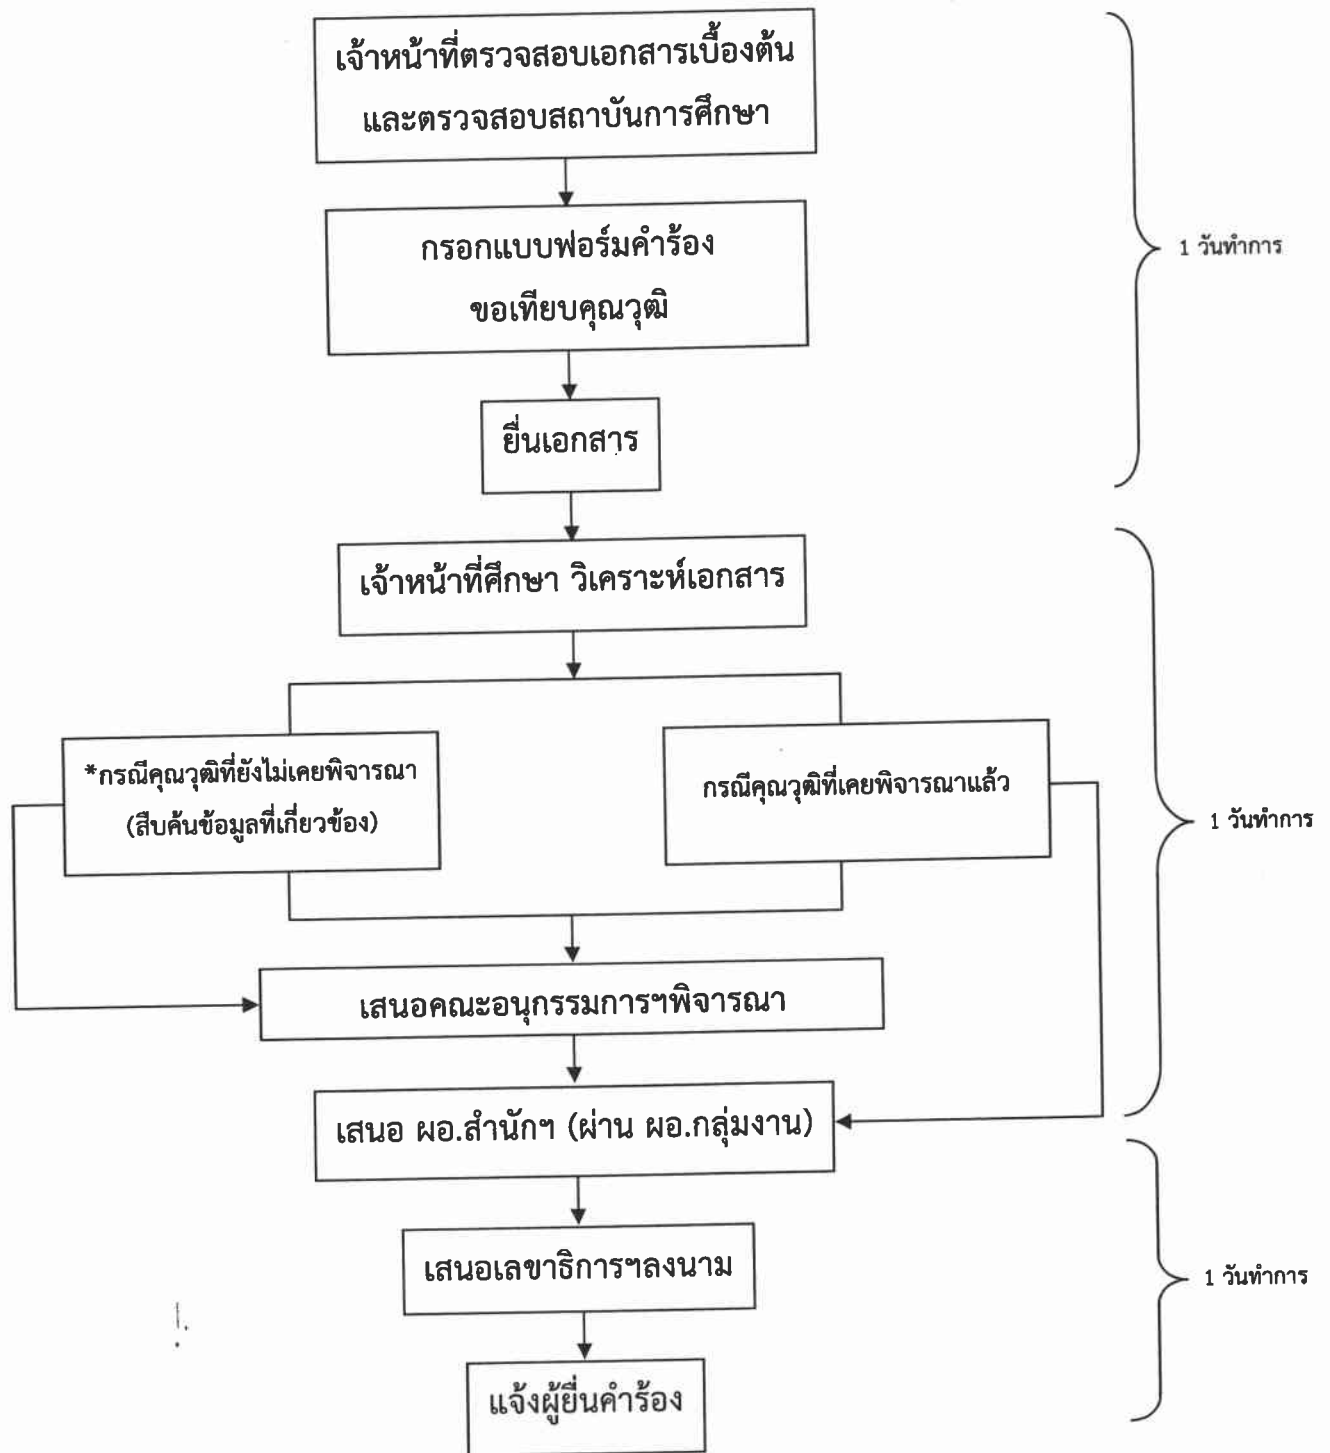 เจ้าหน้าที่ตรวจสอบเอกสารเบื้องต้น
และตรวจสอบสถาบันการศึกษา
กรอกแบบฟอร์มคำร้อง
ขอเทียบคุณวุฒิ
1 วันทำการ
ยื่นเอกสาร
เจ้าหน้าที่ศึกษา วิเคราะห์เอกสาร
*กรณีคุณวุฒิที่ยังไม่เคยพิจารณา
(สืบค้นข้อมูลที่เกี่ยวข้อง)
กรณีคุณวุฒิที่เคยพิจารณาแล้ว
1 วันทำการ
เสนอคณะอนุกรรมการฯพิจารณา
เสนอ ผอ.สำนักฯ (ผ่าน ผอ.กลุ่มงาน)
เสนอเลขาธิการฯลงนาม
1 วันทำการ
แจ้งผู้ยื่นคำร้อง